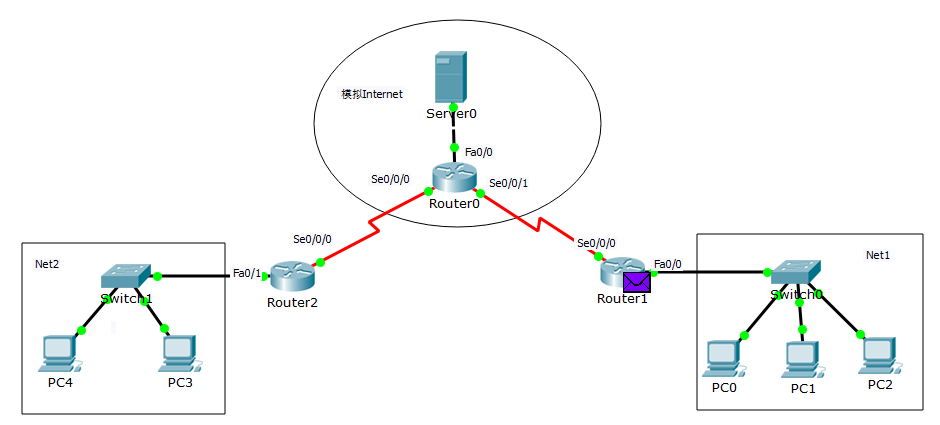 模拟Internet
Server0
Fa0/0
Se0/0/0
Se0/0/1
Router0
Se0/0/0
Se0/0/0
Net2
Fa0/1
Router2
Switch1
PC4
PC3
Net1
Fa0/0
Router1
Switch0
PC0
PC1
PC2